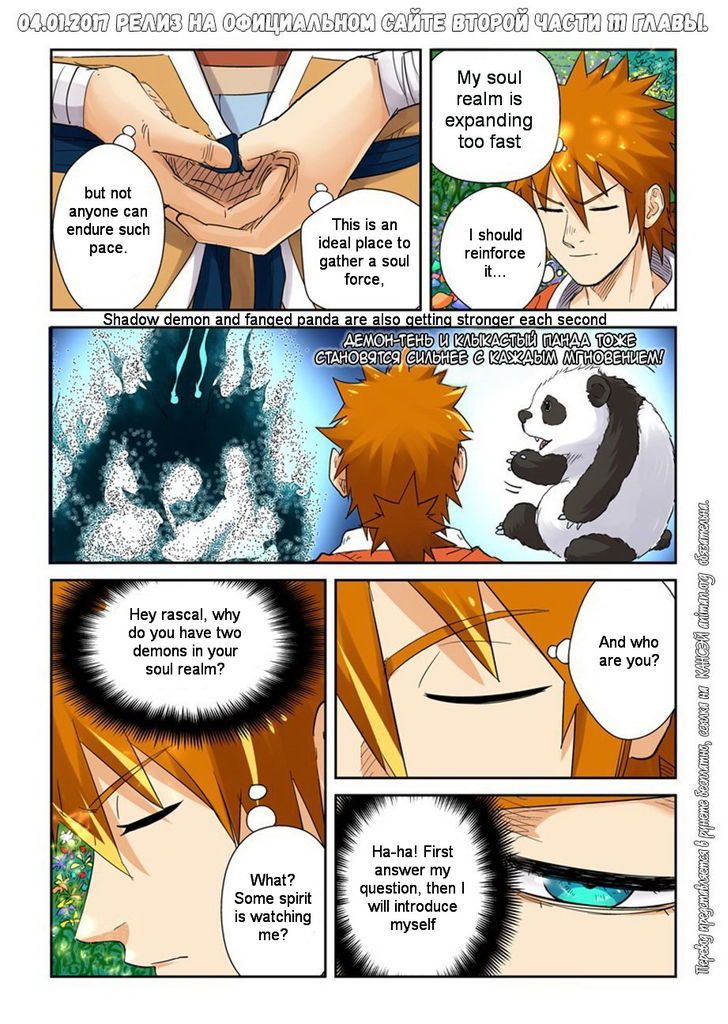 04.01.2017 РЕЛИЗ НА ОФИЦИАЛЬНОМ САЙТЕ ВТОРОЙ ЧАСТИ 111 ГЛАВЫ.
but not
anyone can
endure such
pace.
This is an
ideal place to
gather a soul
force,
My soul
realm is
expanding
too fast
I should
reinforce
it...
Shadow demon and fanged panda are also getting stronger each second
ДЕМОН-ТЕНЬ И КЛЫКАСТЫЙ ПАНДА ТОЖЕ
СТАНОВЯТСЯ СИЛЬНЕЕ С КАЖДЫМ МГНОВЕНИЕМ!
Hey rascal, why
do you have two
demons in your
soul realm?
And who
are you?
What?
Some spirit
is watching
me?
Ha-ha! First
answer my
question, then I
will introduce
myself
в рунете бесплатно, ссылка на